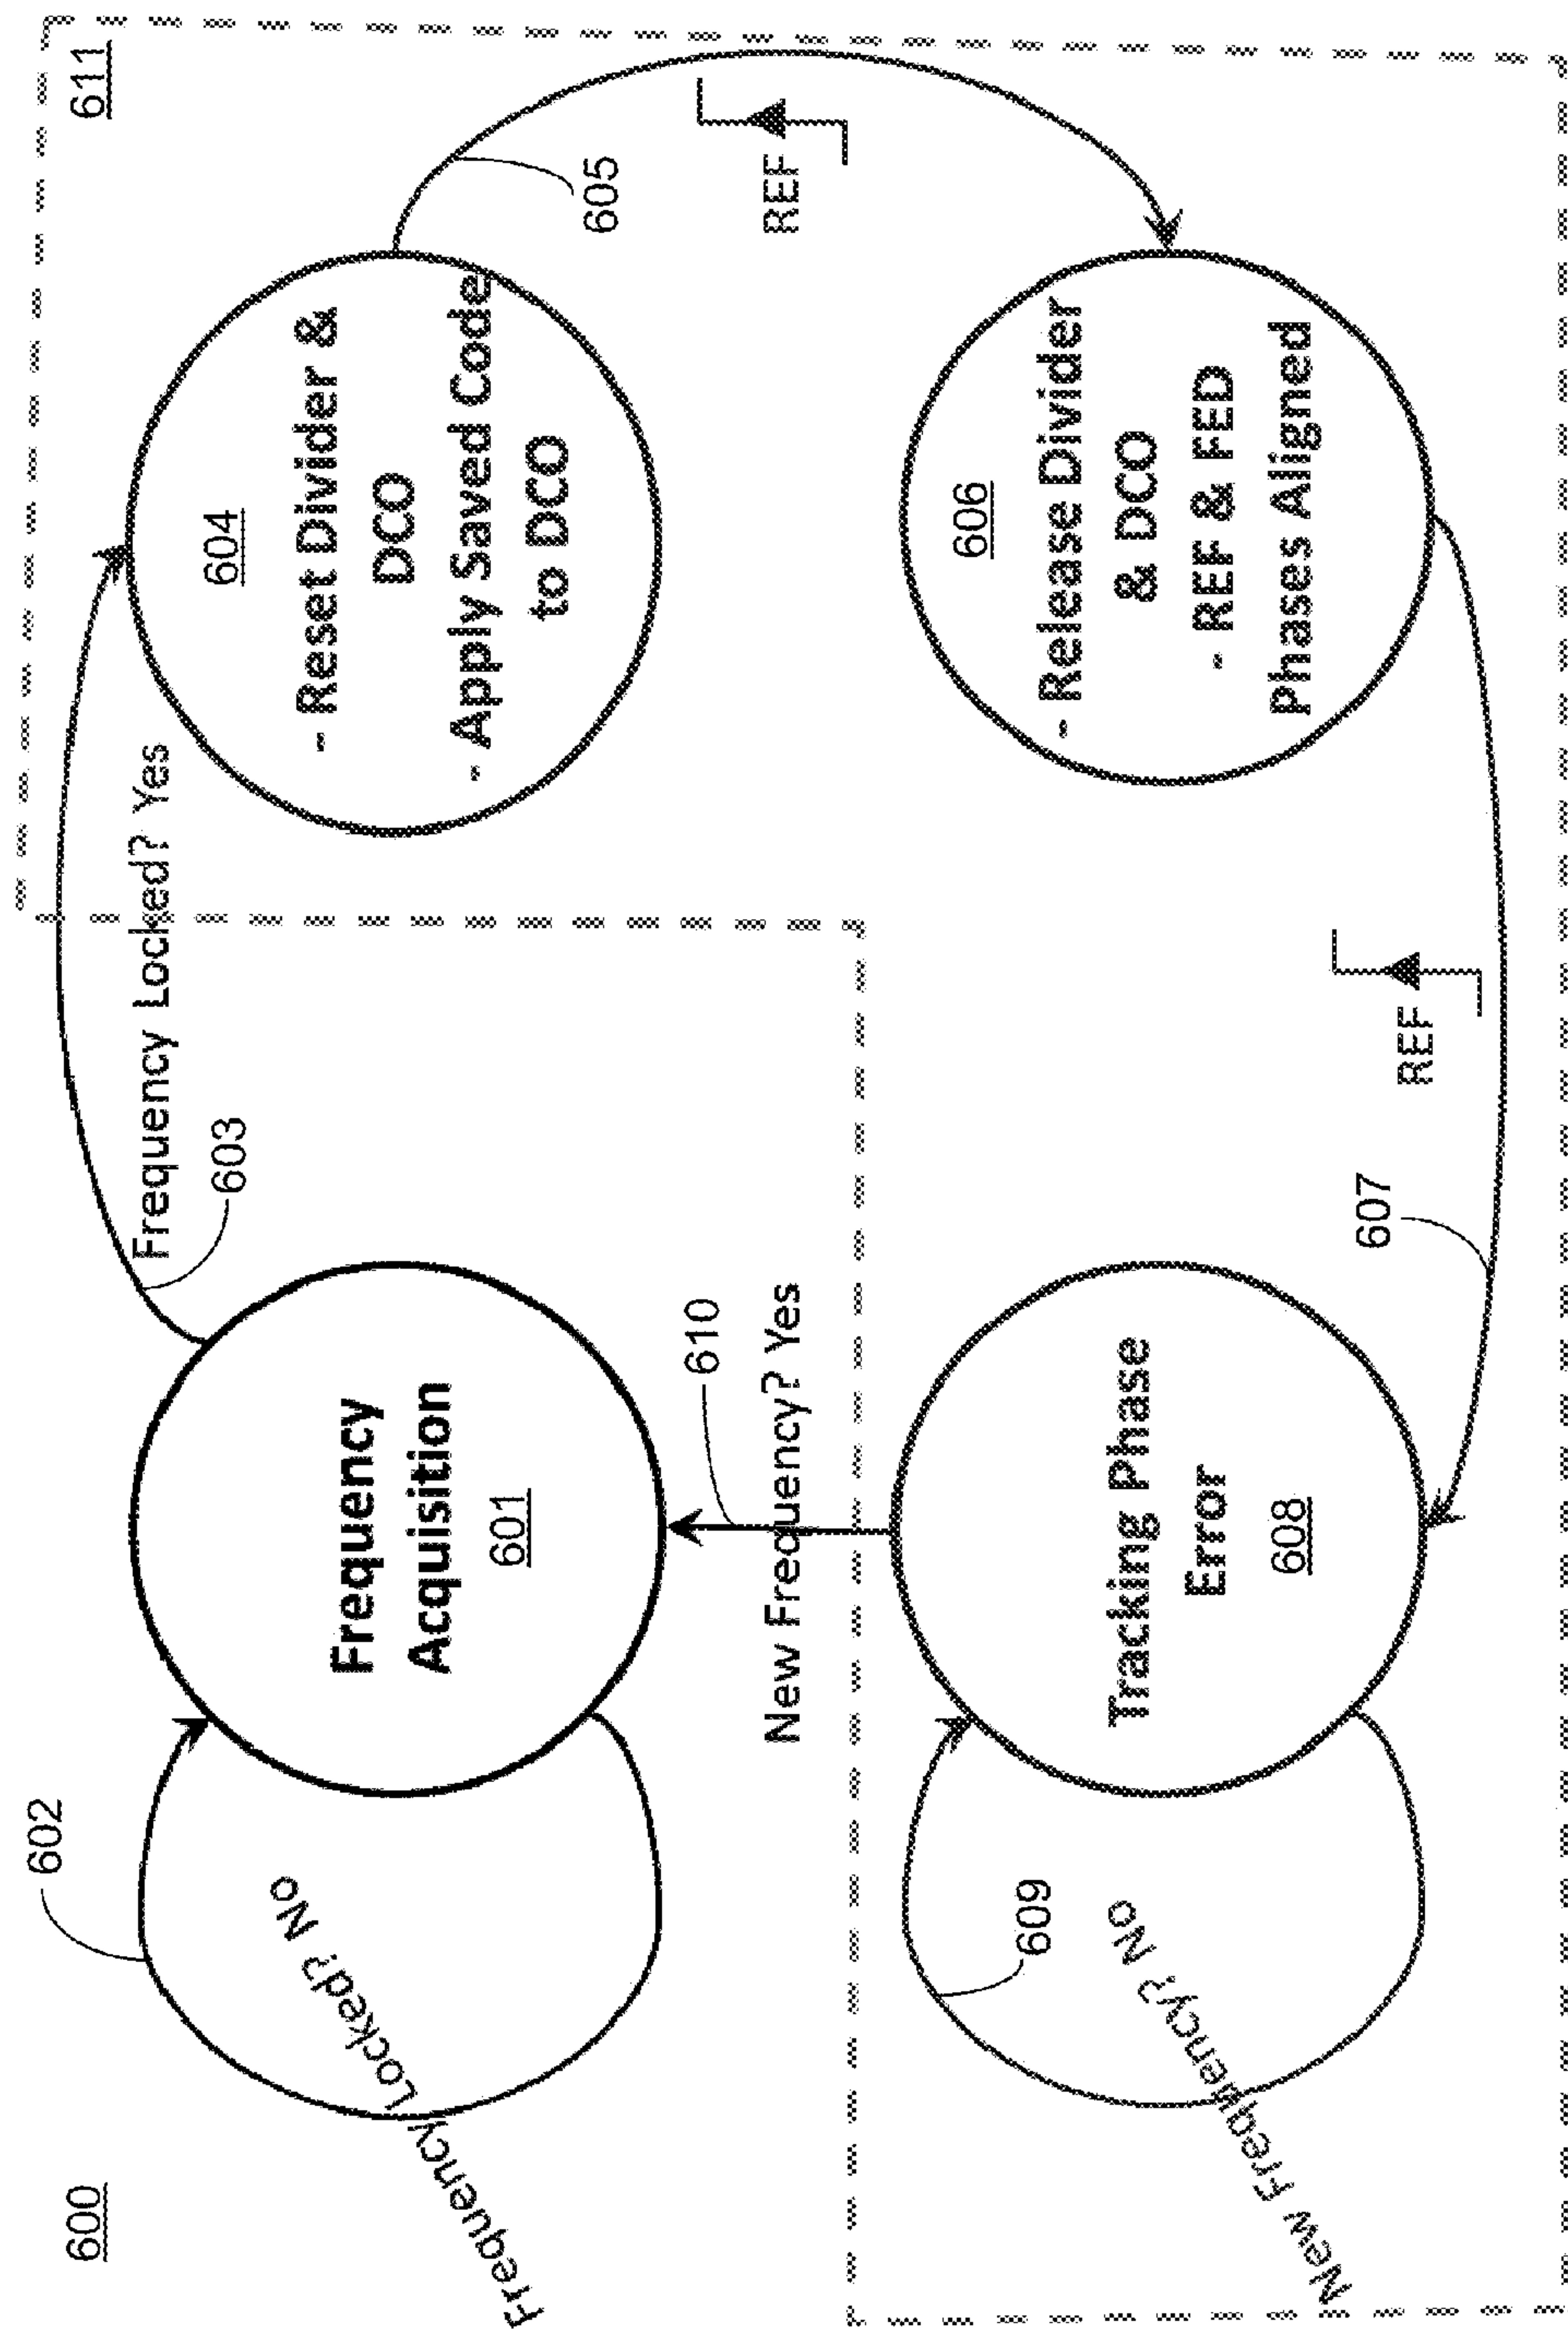 600
602
Frequency Locked? No
Frequency
Acquisition
601
603
Frequency Locked? Yes
604
- Reset Divider &
DCO
- Apply Saved Code
to DCO
611
605
REF
606
- Release Divider
& DCO
- REF & FED
Phases Aligned
REF
607
Tracking Phase
Error
608
609
New Frequency? No
610
New Frequency? Yes